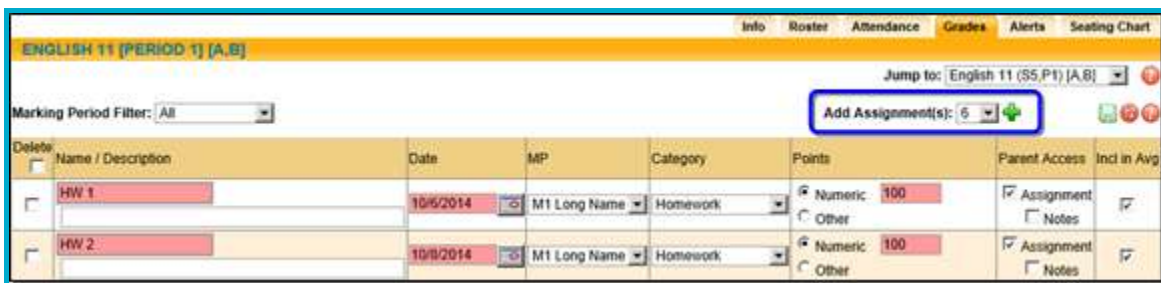 Info Roster Attendance Grades Alerts Seating Chart
ENGLISH 11 [PERIOD 1] [A,B]
Jump to: English 11 (S5,P1) [A,B]
Marking Period Filter: All Add Assignment(s): 6
Delete Name / Description Date MP Category Points Parent Access Incl in Avg
HW 1 10/6/2014 M1 Long Name Homework Numeric 100 Assignment
Other Notes
HW 2 10/8/2014 M1 Long Name Homework Numeric 100 Assignment
Other Notes